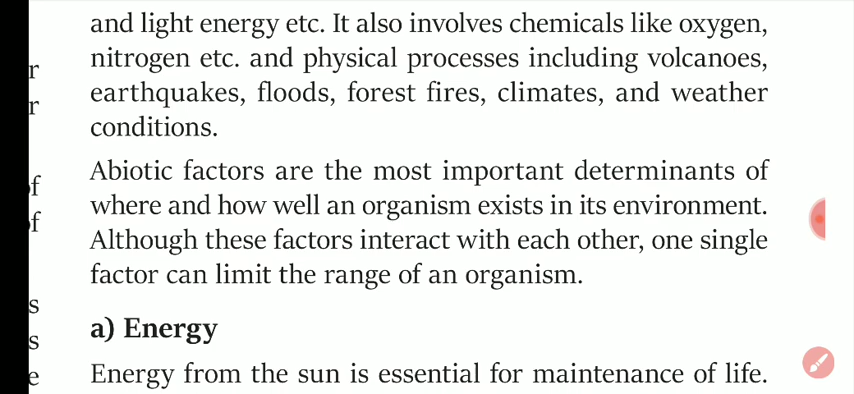 and light energy etc. It also involves chemicals like oxygen,
nitrogen etc. and physical processes including volcanoes,
earthquakes, floods, forest fires, climates, and weather
conditions.
Abiotic factors are the most important determinants of
where and how well an organism exists in its environment.
Although these factors interact with each other, one single
factor can limit the range of an organism.
a) Energy
Energy from the sun is essential for maintenance of life.